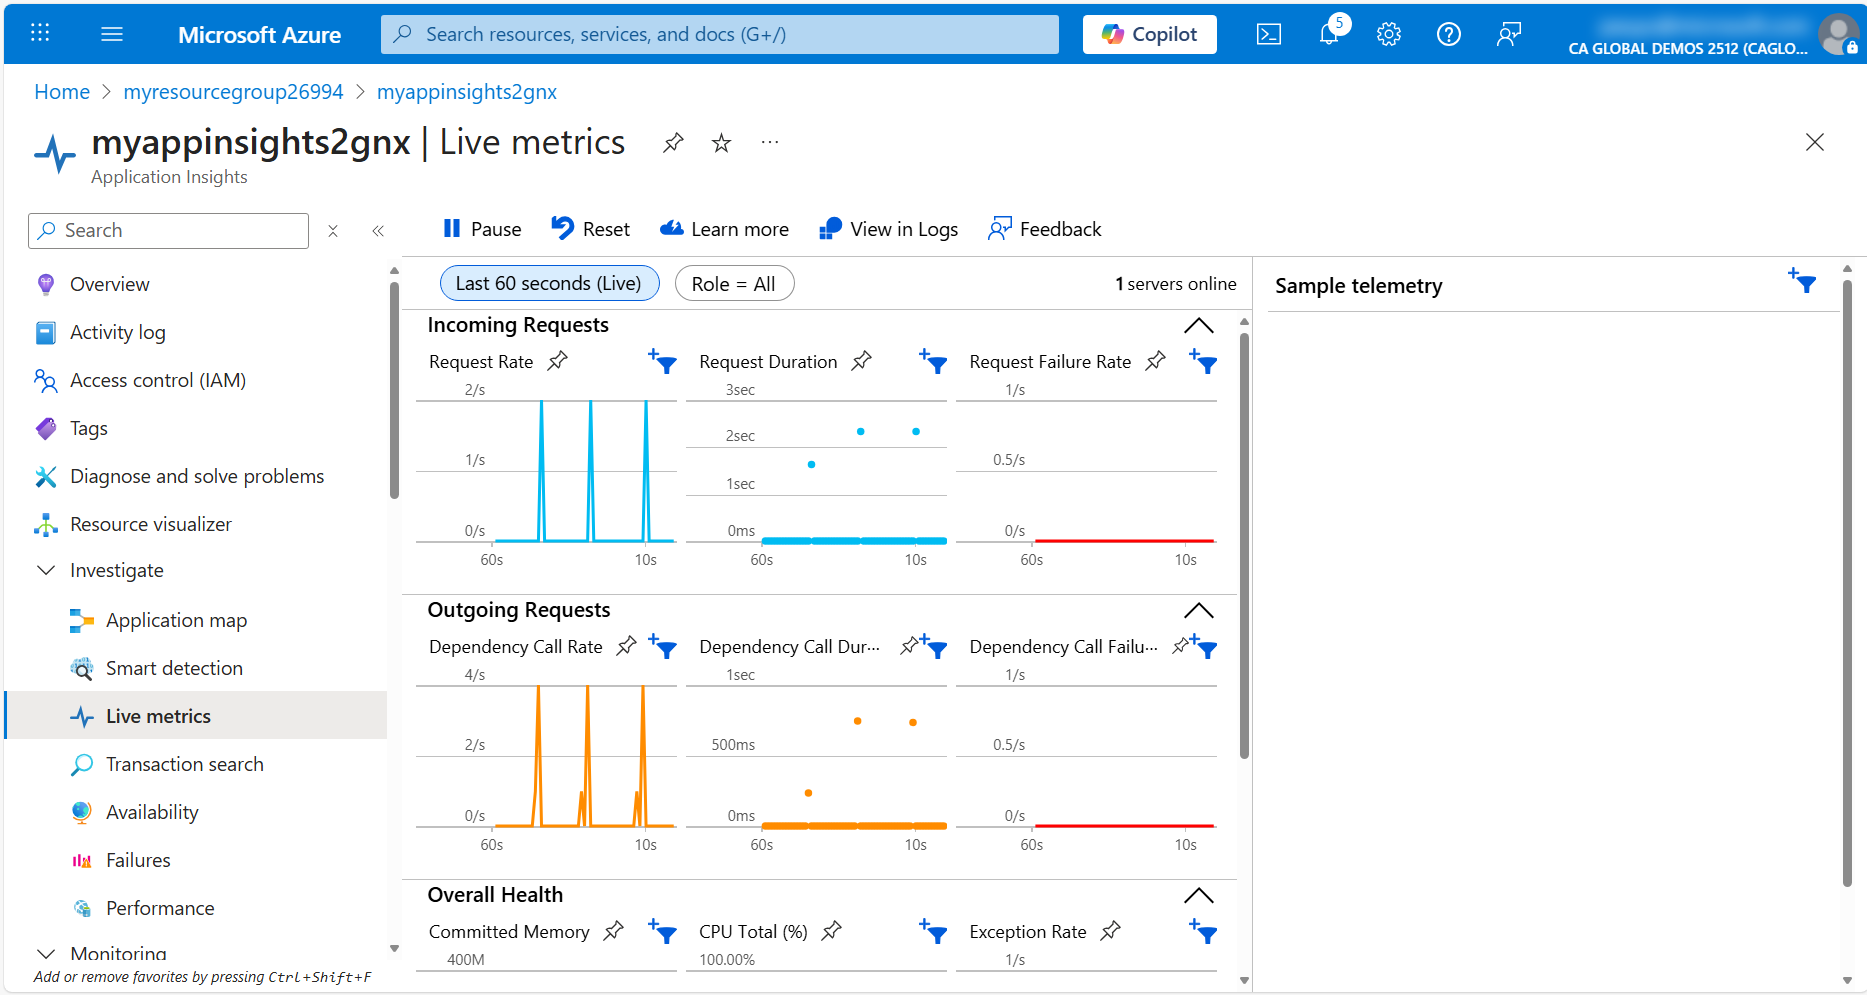 Microsoft Azure
Search resources, services, and docs (G+/)
Copilot
5
CA GLOBAL DEMOS 2512 (CAGLO...
Home > myresourcegroup26994 > myappinsights2gnx
myappinsights2gnx | Live metrics
Application Insights
Search
Pause
Reset
Learn more
View in Logs
Feedback
Overview
Activity log
Access control (IAM)
Tags
Diagnose and solve problems
Resource visualizer
Investigate
Application map
Smart detection
Live metrics
Transaction search
Availability
Failures
Performance
Monitoring
Add or remove favorites by pressing Ctrl+Shift+F
Last 60 seconds (Live)
Role = All
1 servers online
Incoming Requests
Request Rate
2/s
1/s
0/s
60s
10s
Request Duration
3sec
2sec
1sec
0ms
60s
10s
Request Failure Rate
1/s
0.5/s
0/s
60s
10s
Outgoing Requests
Dependency Call Rate
4/s
2/s
0/s
60s
10s
Dependency Call Dur...
1sec
500ms
0ms
60s
10s
Dependency Call Failu...
1/s
0.5/s
0/s
60s
10s
Overall Health
Committed Memory
400M
CPU Total (%)
100.00%
Exception Rate
1/s
Sample telemetry